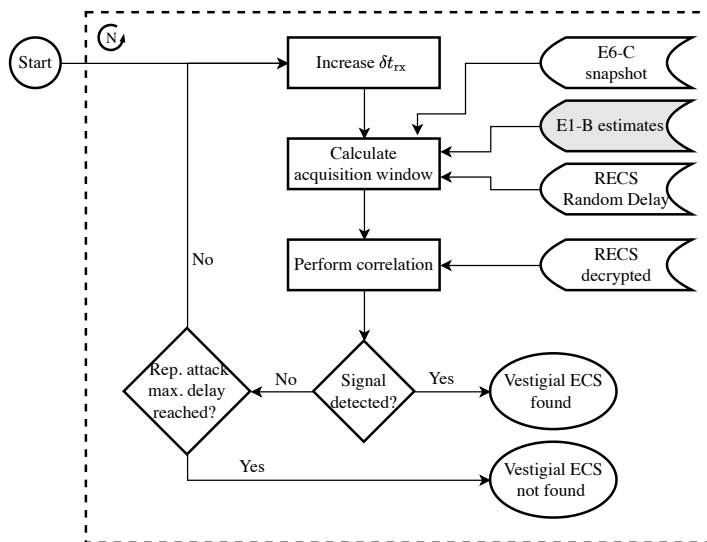 N
Start
Increase δt_rx
E6-C
snapshot
E1-B estimates
Calculate
acquisition window
RECS
Random Delay
No
Perform correlation
RECS
decrypted
Rep. attack
max. delay
reached?
No
Signal
detected?
Yes
Vestigial ECS
found
Yes
Vestigial ECS
not found